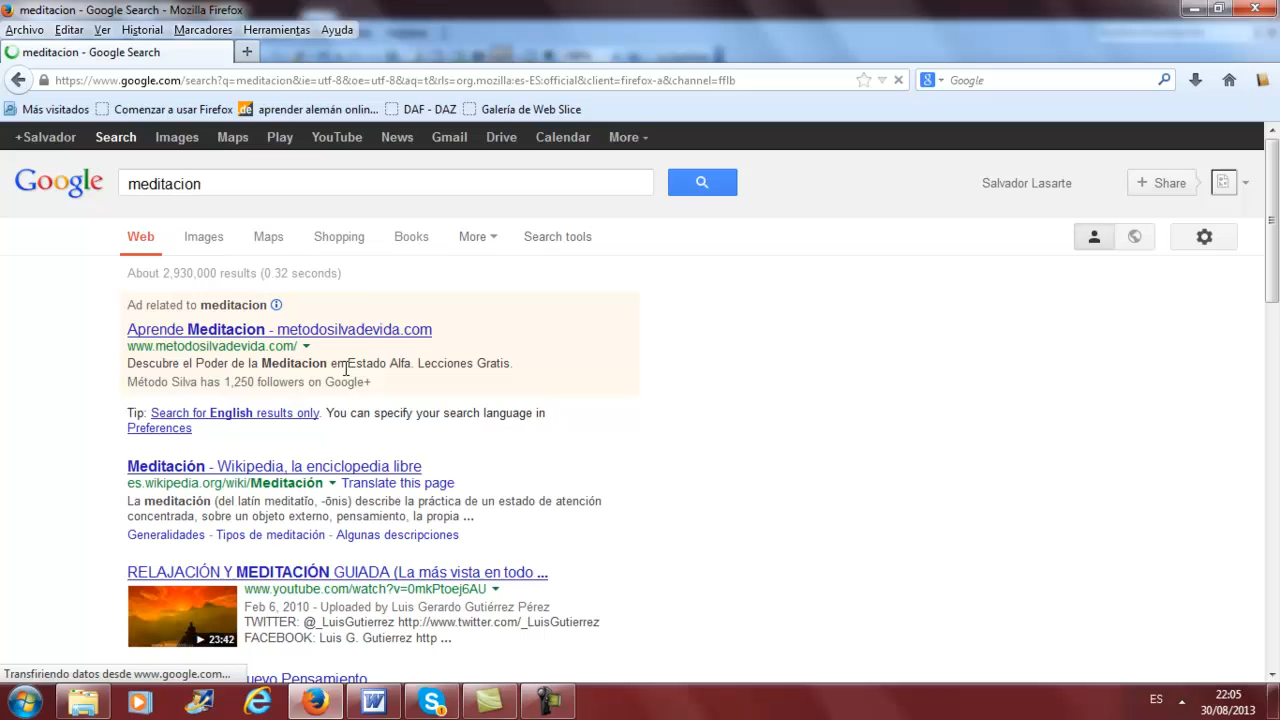 meditacion - Google Search - Mozilla Firefox
Archivo Editar Ver Historial Marcadores Herramientas Ayuda
meditacion - Google Search
https://www.google.com/search?q=meditacion&ie=utf-8&oe=utf-8&aq=t&rls=org.mozilla:es-ES:official&client=firefox-a&channel=fflb
Google
Más visitados Comenzar a usar Firefox aprender alemán onlin... DAF - DAZ Galería de Web Slice
+Salvador Search Images Maps Play YouTube News Gmail Drive Calendar More
Google meditacion Salvador Lasarte + Share
Web Images Maps Shopping Books More Search tools
About 2,930,000 results (0.32 seconds)
Ad related to meditacion
Aprende Meditacion - metodosilvadevida.com
www.metodosilvadevida.com/
Descubre el Poder de la Meditacion en Estado Alfa. Lecciones Gratis.
Método Silva has 1,250 followers on Google+
Tip: Search for English results only. You can specify your search language in
Preferences
Meditación - Wikipedia, la enciclopedia libre
es.wikipedia.org/wiki/Meditación Translate this page
La meditación (del latín meditatĭo, -ōnis) describe la práctica de un estado de atención
concentrada, sobre un objeto externo, pensamiento, la propia ...
Generalidades - Tipos de meditación - Algunas descripciones
RELAJACIÓN Y MEDITACIÓN GUIADA (La más vista en todo ...
www.youtube.com/watch?v=0mkPtoej6AU
Feb 6, 2010 - Uploaded by Luis Gerardo Gutiérrez Pérez
TWITTER: @_LuisGutierrez http://www.twitter.com/_LuisGutierrez
FACEBOOK: Luis G. Gutierrez http ...
23:42
Transfiriendo datos desde www.google.com...
uevo Pensamiento
ES
22:05
30/08/2013